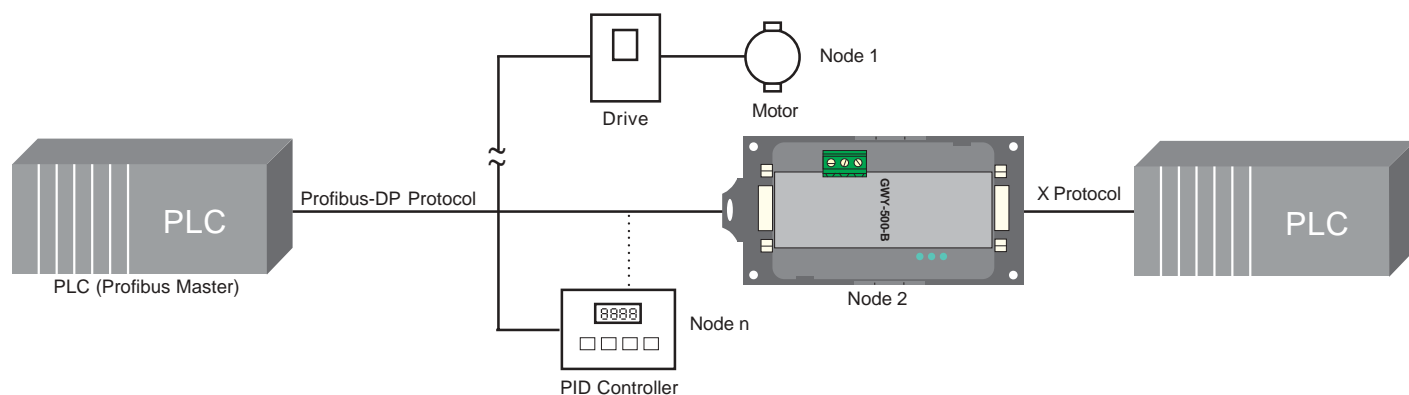 Node 1
Drive
Motor
Profibus-DP Protocol
X Protocol
GWY-500-B
PLC
PLC
PLC (Profibus Master)
Node 2
8888
Node n
PID Controller